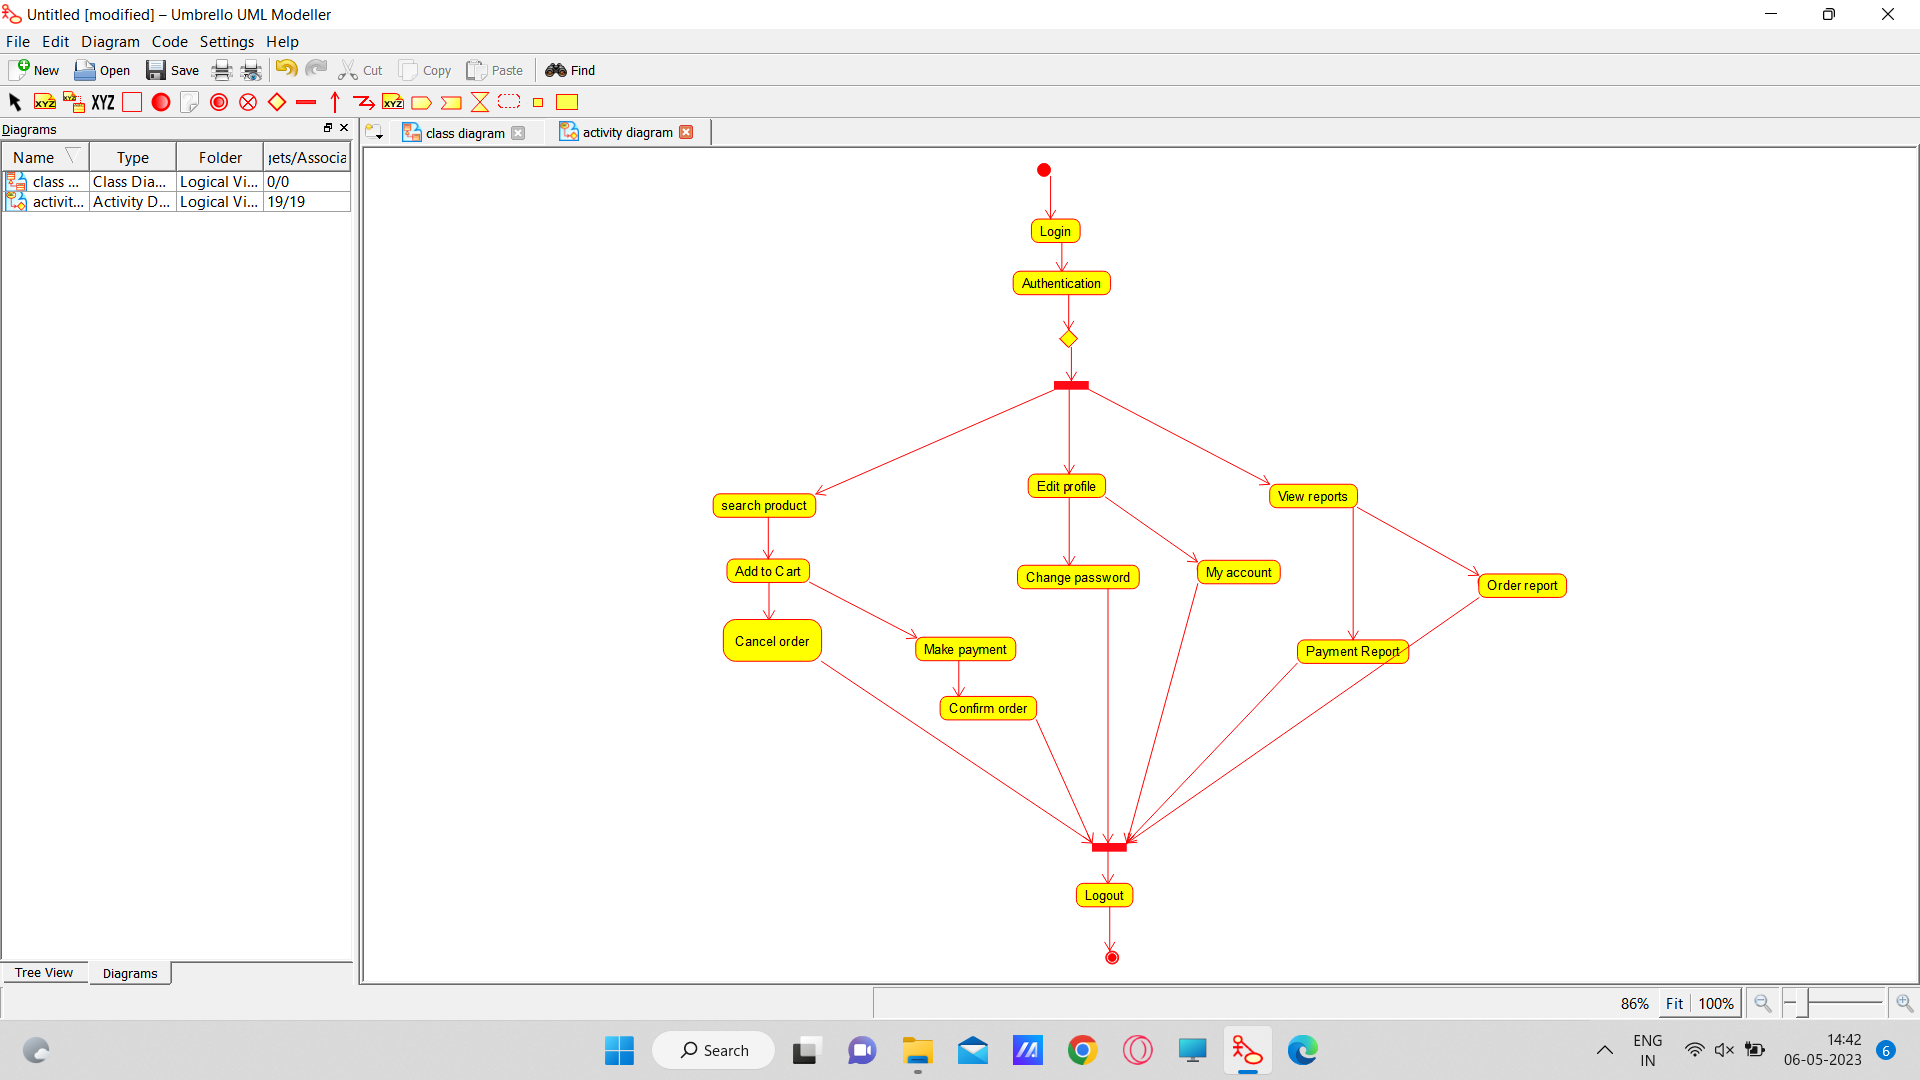 Untitled [modified] – Umbrello UML Modeller
File Edit Diagram Code Settings Help
New Open Save Cut Copy Paste Find
XYZ XYZ XYZ XYZ
Diagrams
class diagram activity diagram
Name Type Folder jets/Associa
class ... Class Dia... Logical Vi... 0/0
activit... Activity D... Logical Vi... 19/19
Login
Authentication
Edit profile
View reports
search product
Add to Cart
My account
Change password
Order report
Cancel order
Make payment
Payment Report
Confirm order
Logout
Tree View Diagrams
86% Fit 100%
Search
ENG
IN
14:42
06-05-2023
6